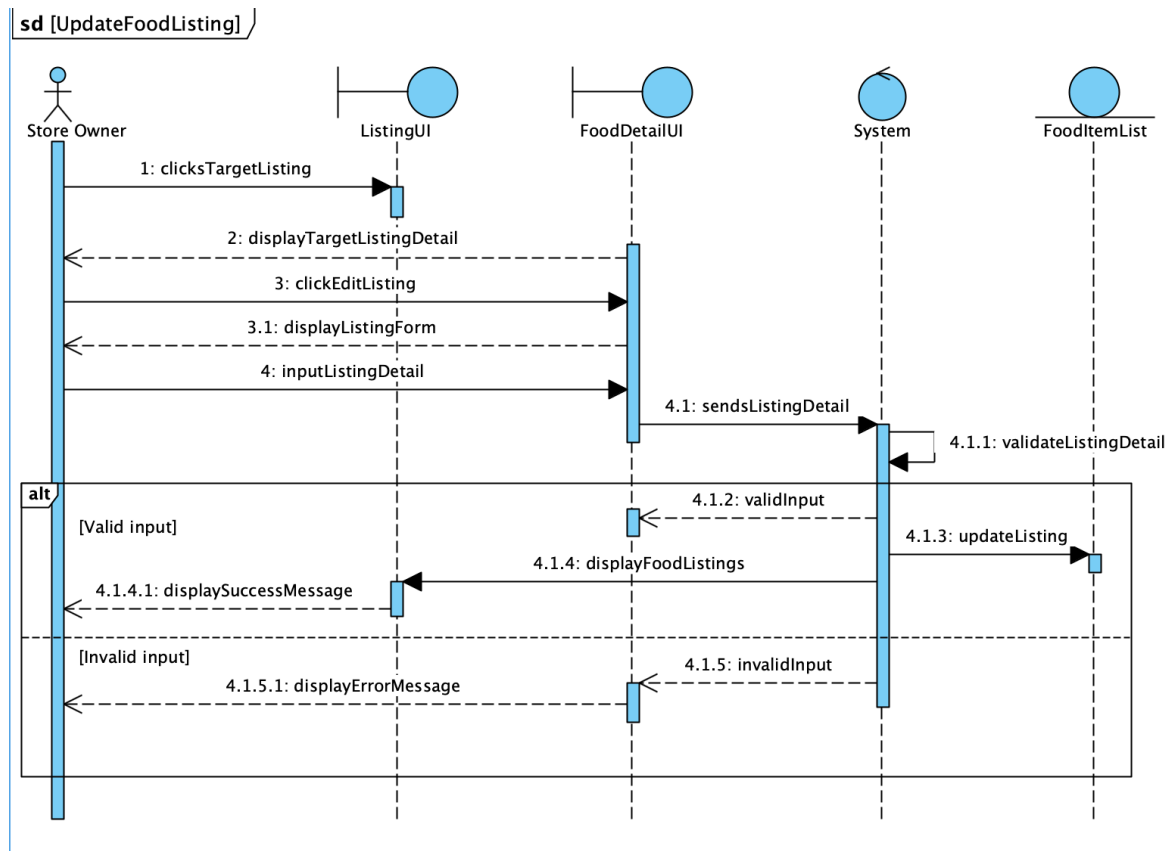 sd [UpdateFoodListing]
Store Owner
ListingUI
FoodDetailUI
System
FoodItemList
1: clicksTargetListing
2: displayTargetListingDetail
3: clickEditListing
3.1: displayListingForm
4: inputListingDetail
4.1: sendsListingDetail
4.1.1: validateListingDetail
alt
[Valid input]
4.1.2: validInput
4.1.3: updateListing
4.1.4: displayFoodListings
4.1.4.1: displaySuccessMessage
[Invalid input]
4.1.5: invalidInput
4.1.5.1: displayErrorMessage